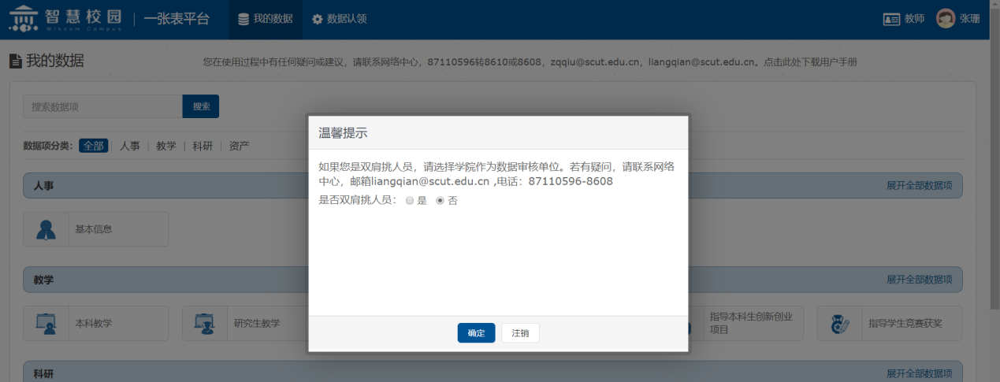 智慧校园 | 一张表平台
Wiscom Campus
我的数据
数据认领
教师
张珊
我的数据
您在使用过程中有任何疑问或建议，请联系网络中心，87110596转8610或8608，zqqiu@scut.edu.cn，liangqian@scut.edu.cn。点击此处下载用户手册
搜索数据项
搜索
数据项分类： 全部 | 人事 | 教学 | 科研 | 资产
人事
展开全部数据项
基本信息
温馨提示
如果您是双肩挑人员，请选择学院作为数据审核单位。若有疑问，请联系网络
中心，邮箱liangqian@scut.edu.cn ,电话：87110596-8608
是否双肩挑人员： 是 否
确定
注销
教学
展开全部数据项
本科教学
研究生教学
指导本科生创新创业
项目
指导学生竞赛获奖
科研
展开全部数据项